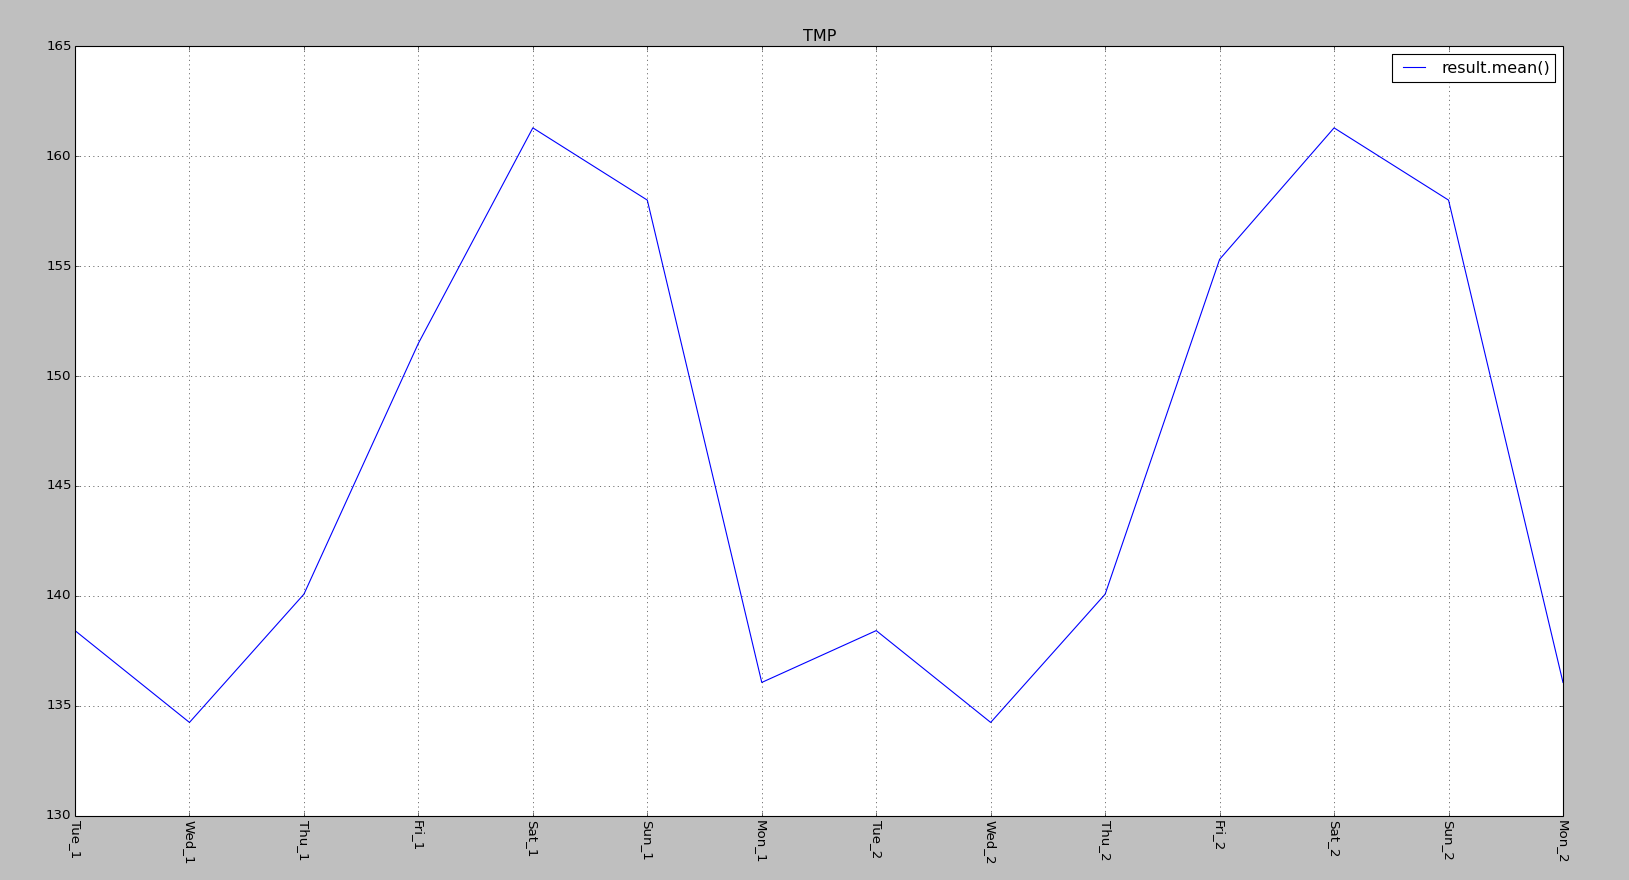 TMP
result.mean()
165
160
155
150
145
140
135
130
Tue_1
Wed_1
Thu_1
Fri_1
Sat_1
Sun_1
Mon_1
Tue_2
Wed_2
Thu_2
Fri_2
Sat_2
Sun_2
Mon_2